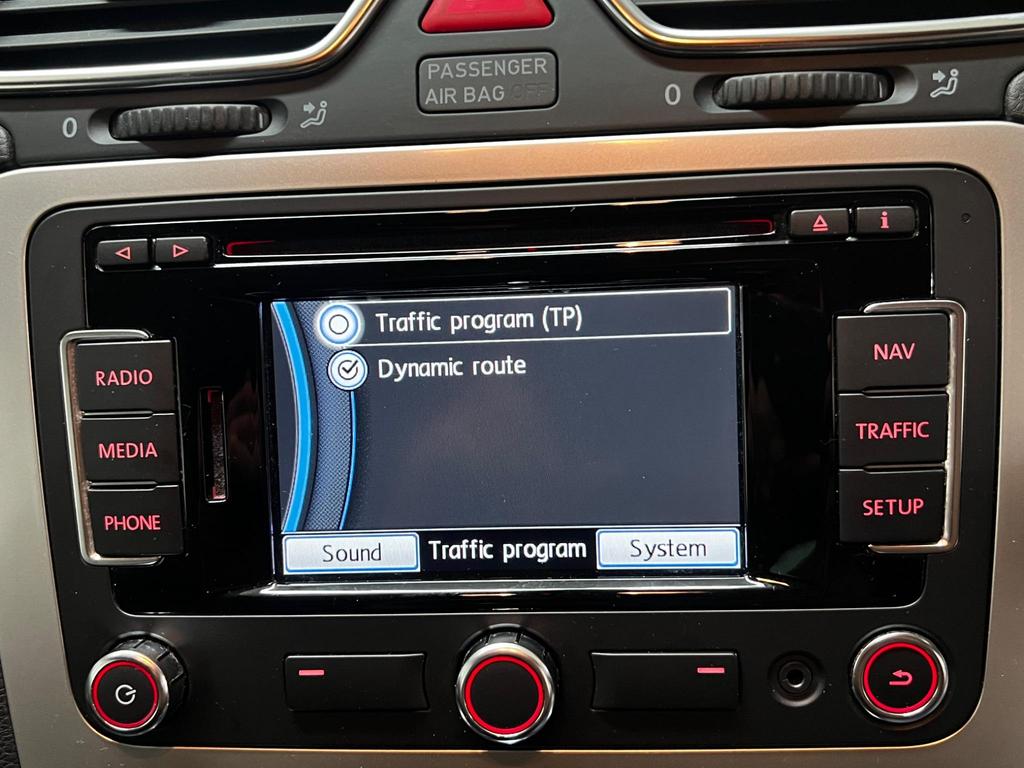 PASSENGER
AIR BAG OFF
0
0
Traffic program (TP)
Dynamic route
RADIO
MEDIA
PHONE
NAV
TRAFFIC
SETUP
Sound
Traffic program
System
i